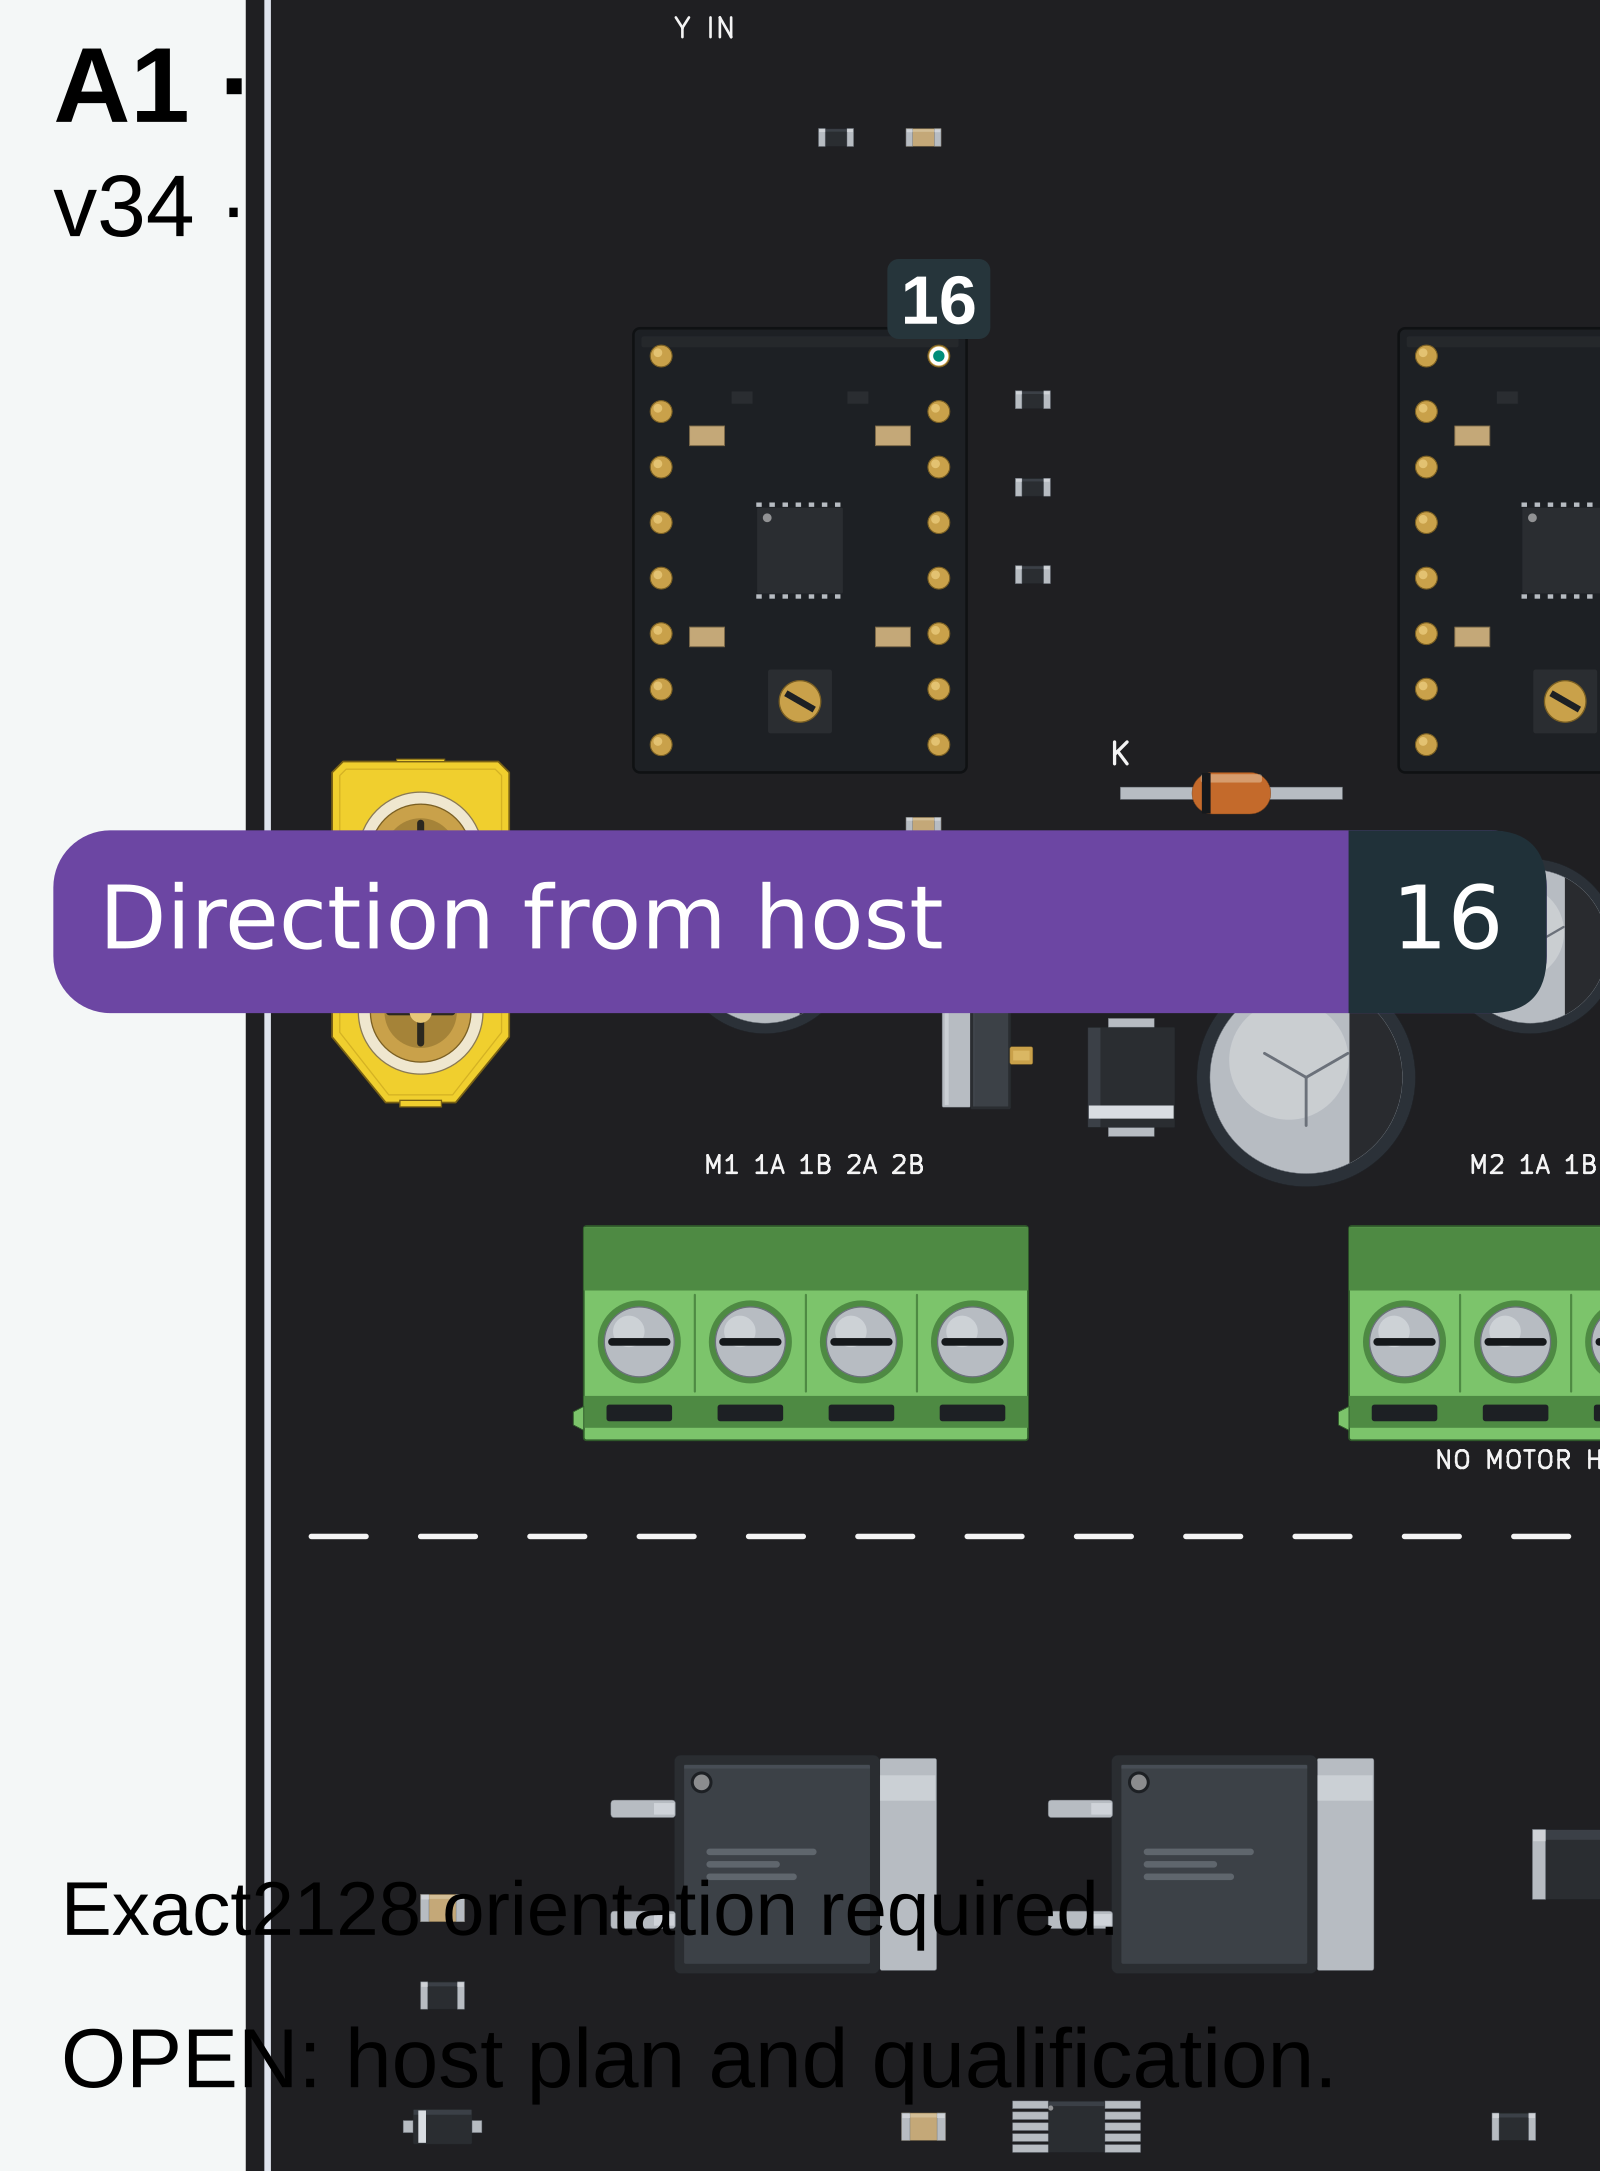 Y IN
A1 ·
v34 ·
16
K
Direction from host 16
M1 1A 1B 2A 2B
M2 1A 1B
NO MOTOR H
Exact2128 orientation required.
OPEN: host plan and qualification.